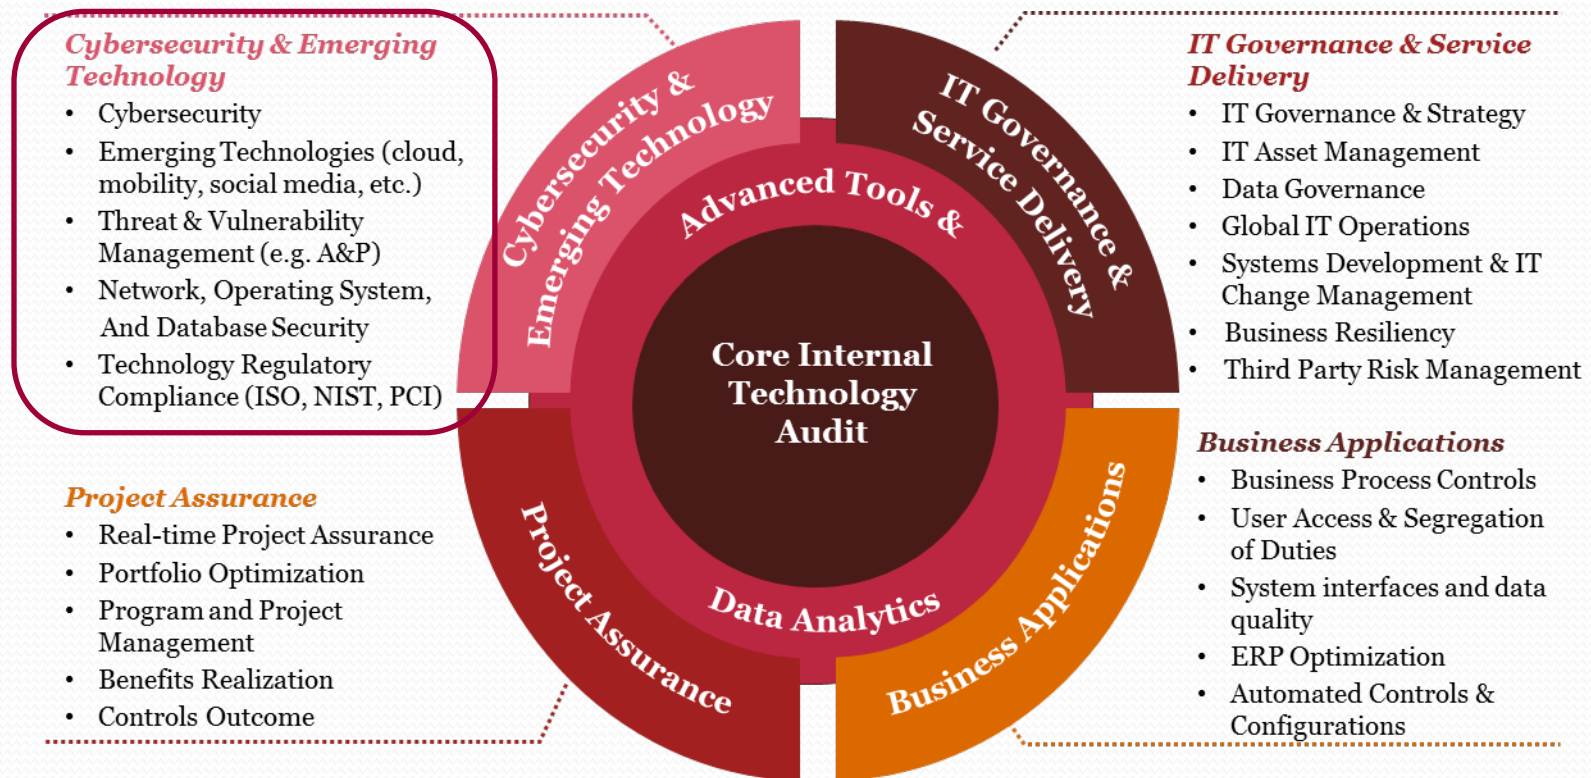 Cybersecurity & Emerging
Technology
• Cybersecurity
• Emerging Technologies (cloud,
mobility, social media, etc.)
• Threat & Vulnerability
Management (e.g. A&P)
• Network, Operating System,
And Database Security
• Technology Regulatory
Compliance (ISO, NIST, PCI)
Project Assurance
• Real-time Project Assurance
• Portfolio Optimization
• Program and Project
Management
• Benefits Realization
• Controls Outcome
Cybersecurity &
Emerging Technology
IT Governance &
Service Delivery
Advanced Tools &
Core Internal
Technology
Audit
Data Analytics
Project Assurance
Business Applications
IT Governance & Service
Delivery
• IT Governance & Strategy
• IT Asset Management
• Data Governance
• Global IT Operations
• Systems Development & IT
Change Management
• Business Resiliency
• Third Party Risk Management
Business Applications
• Business Process Controls
• User Access & Segregation
of Duties
• System interfaces and data
quality
• ERP Optimization
• Automated Controls &
Configurations